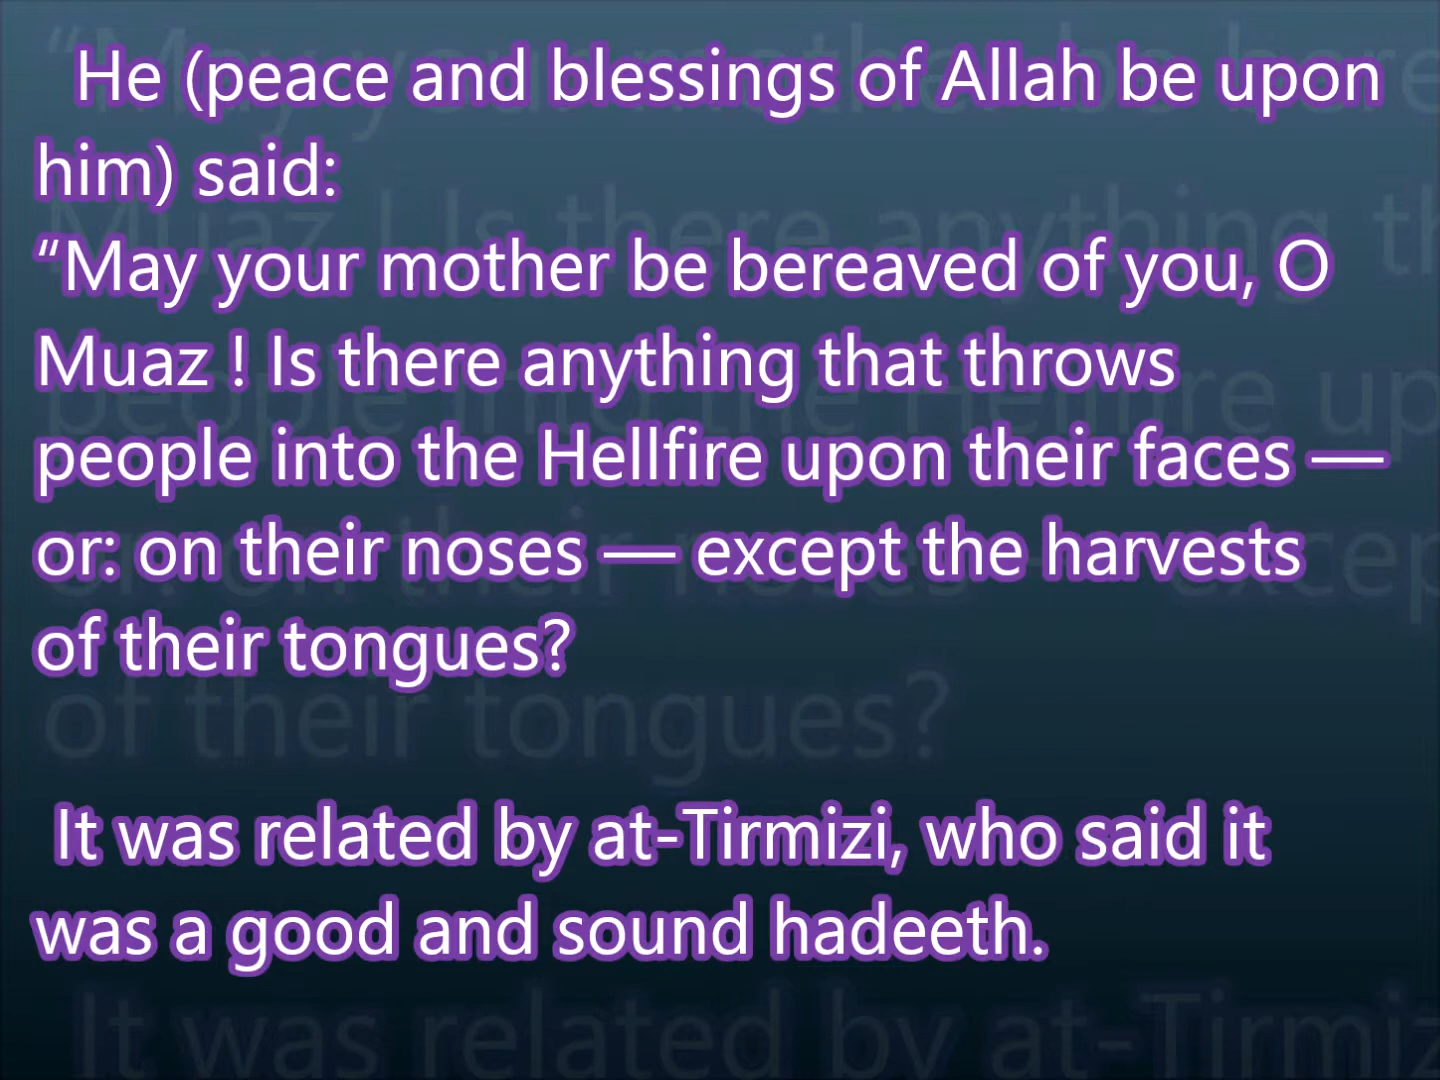 He (peace and blessings of Allah be upon
him) said:
“May your mother be bereaved of you, O
Muaz ! Is there anything that throws
people into the Hellfire upon their faces —
or: on their noses — except the harvests
of their tongues?
It was related by at-Tirmizi, who said it
was a good and sound hadeeth.